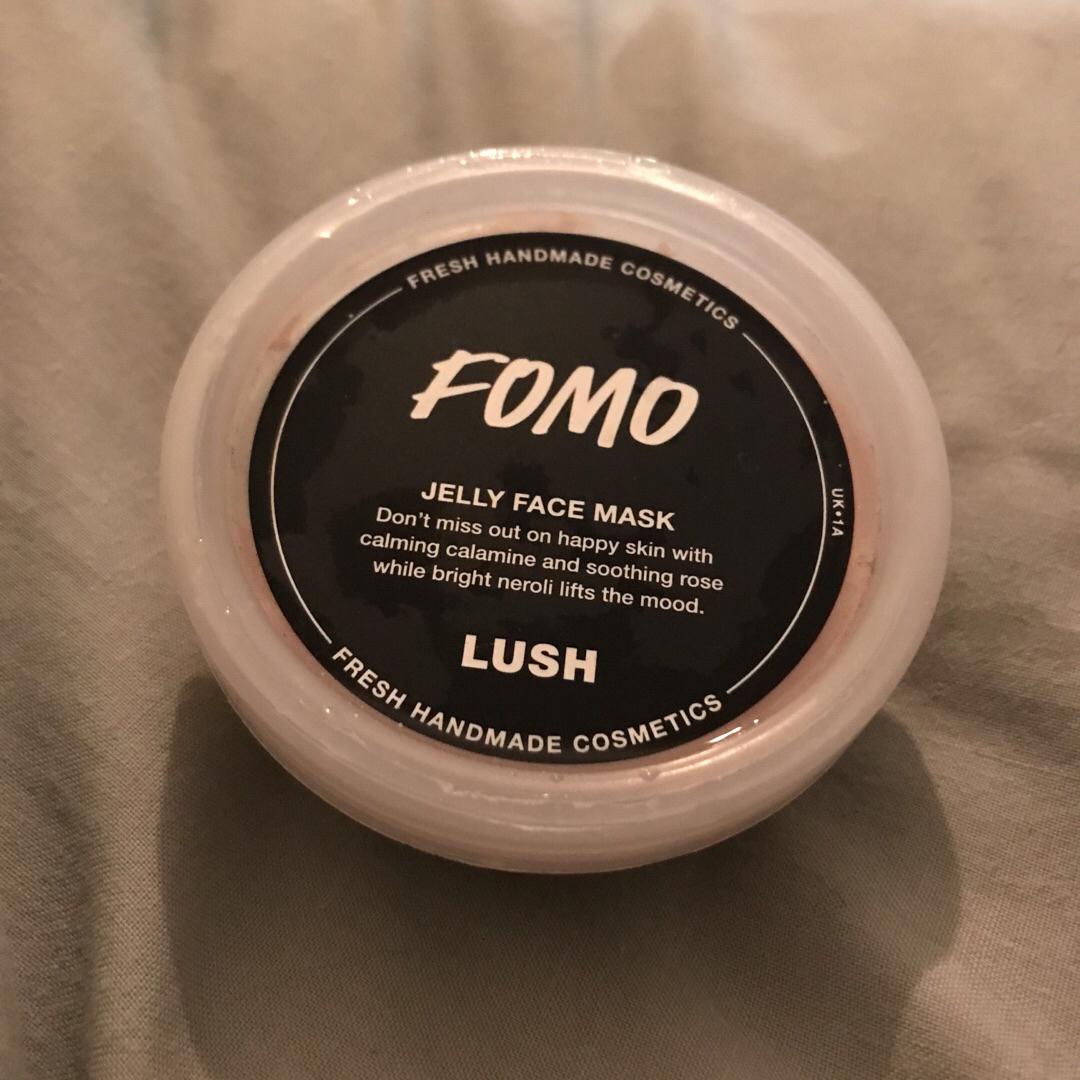 FRESH HANDMADE COSMETICS
FOMO
JELLY FACE MASK
Don't miss out on happy skin with
calming calamine and soothing rose
while bright neroli lifts the mood.
LUSH
FRESH HANDMADE COSMETICS
UK•1A